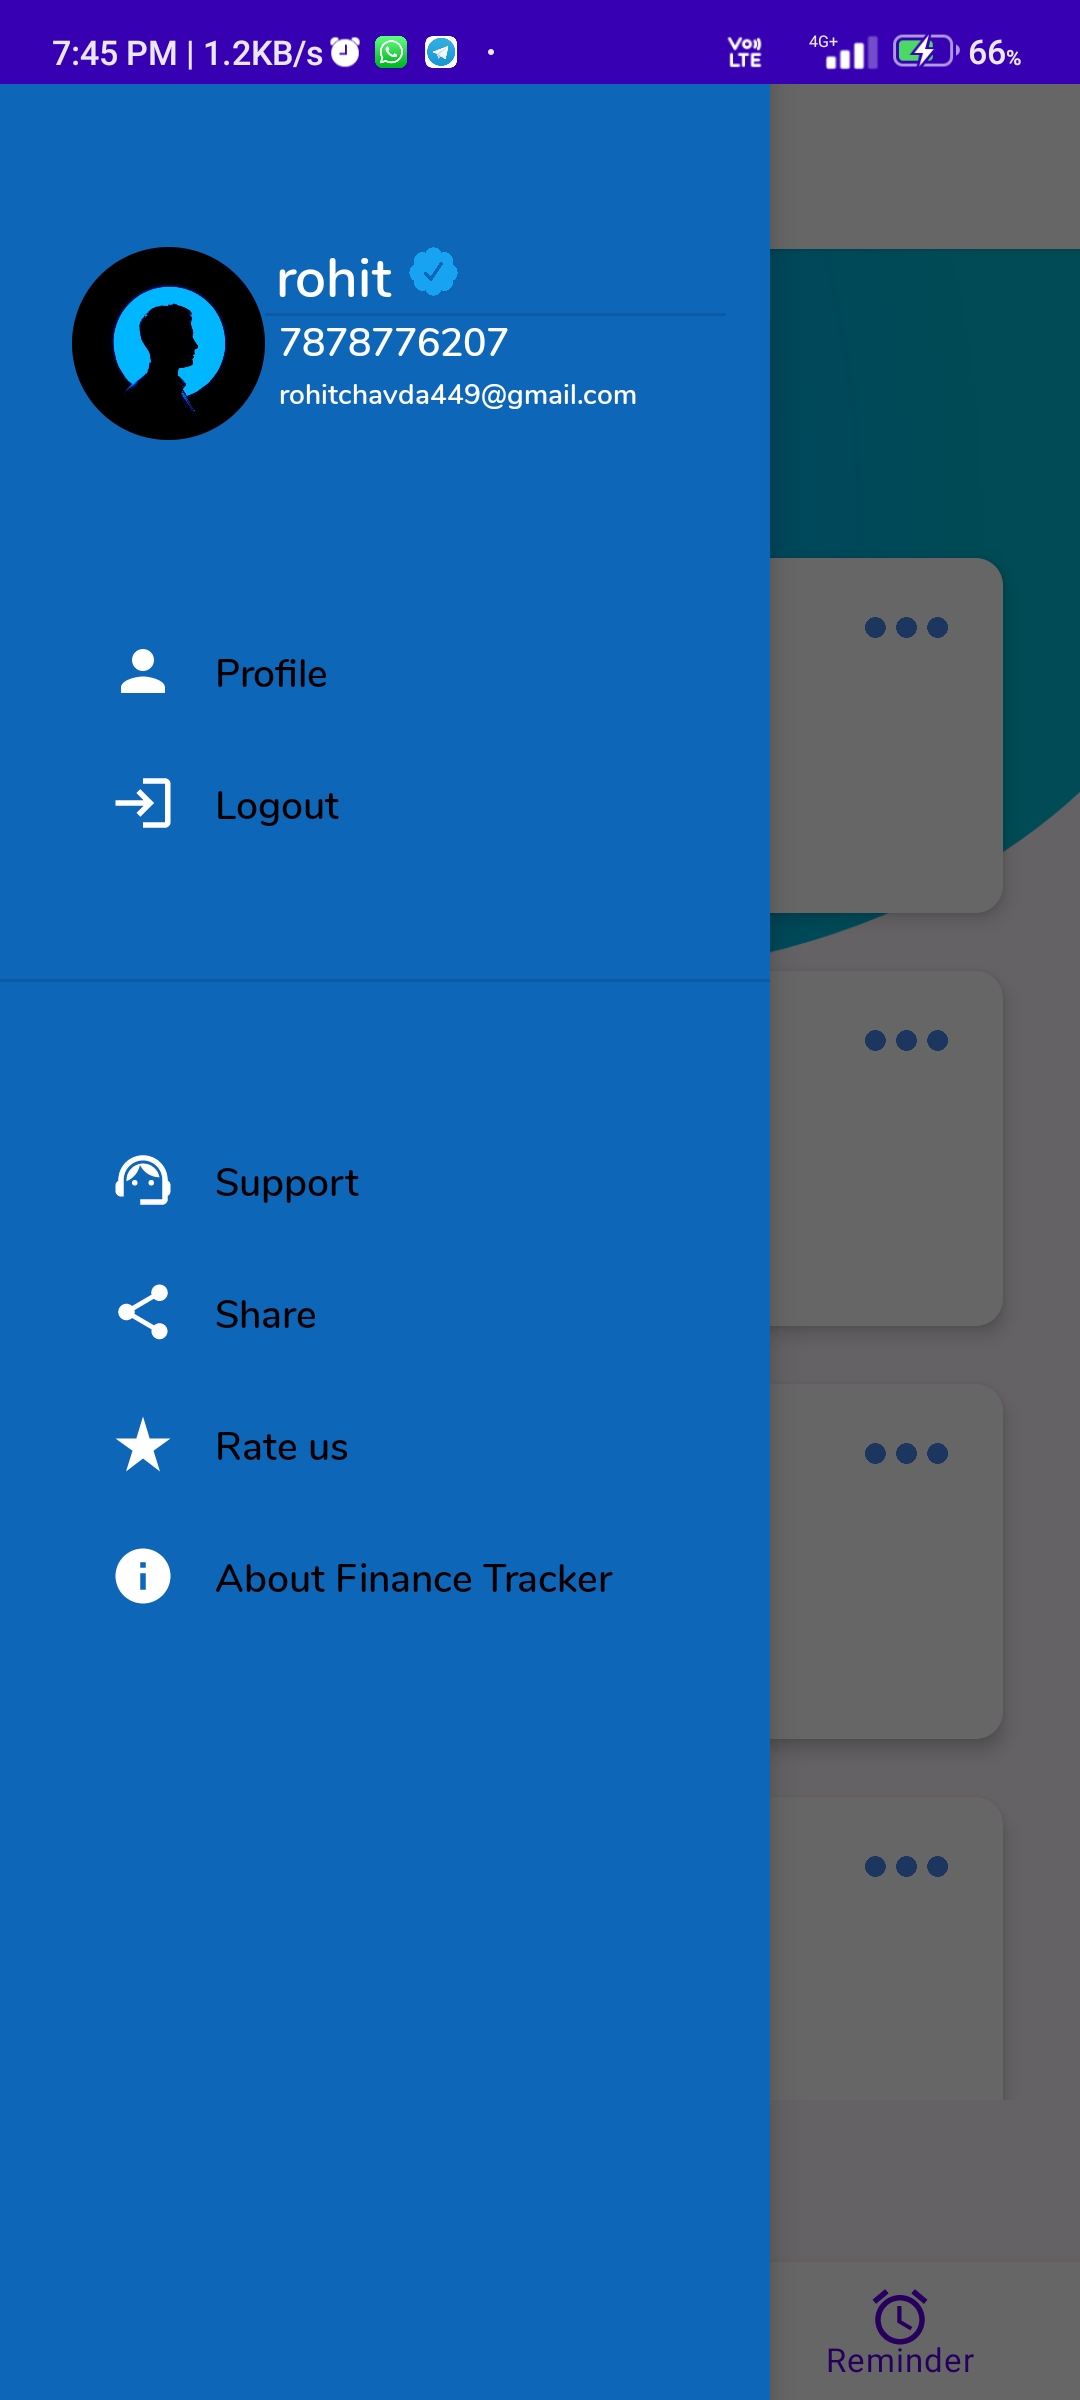 7:45 PM | 1.2KB/s
Vo)) LTE
4G+
66%
rohit
7878776207
rohitchavda449@gmail.com
Profile
Logout
Support
Share
Rate us
About Finance Tracker
Reminder